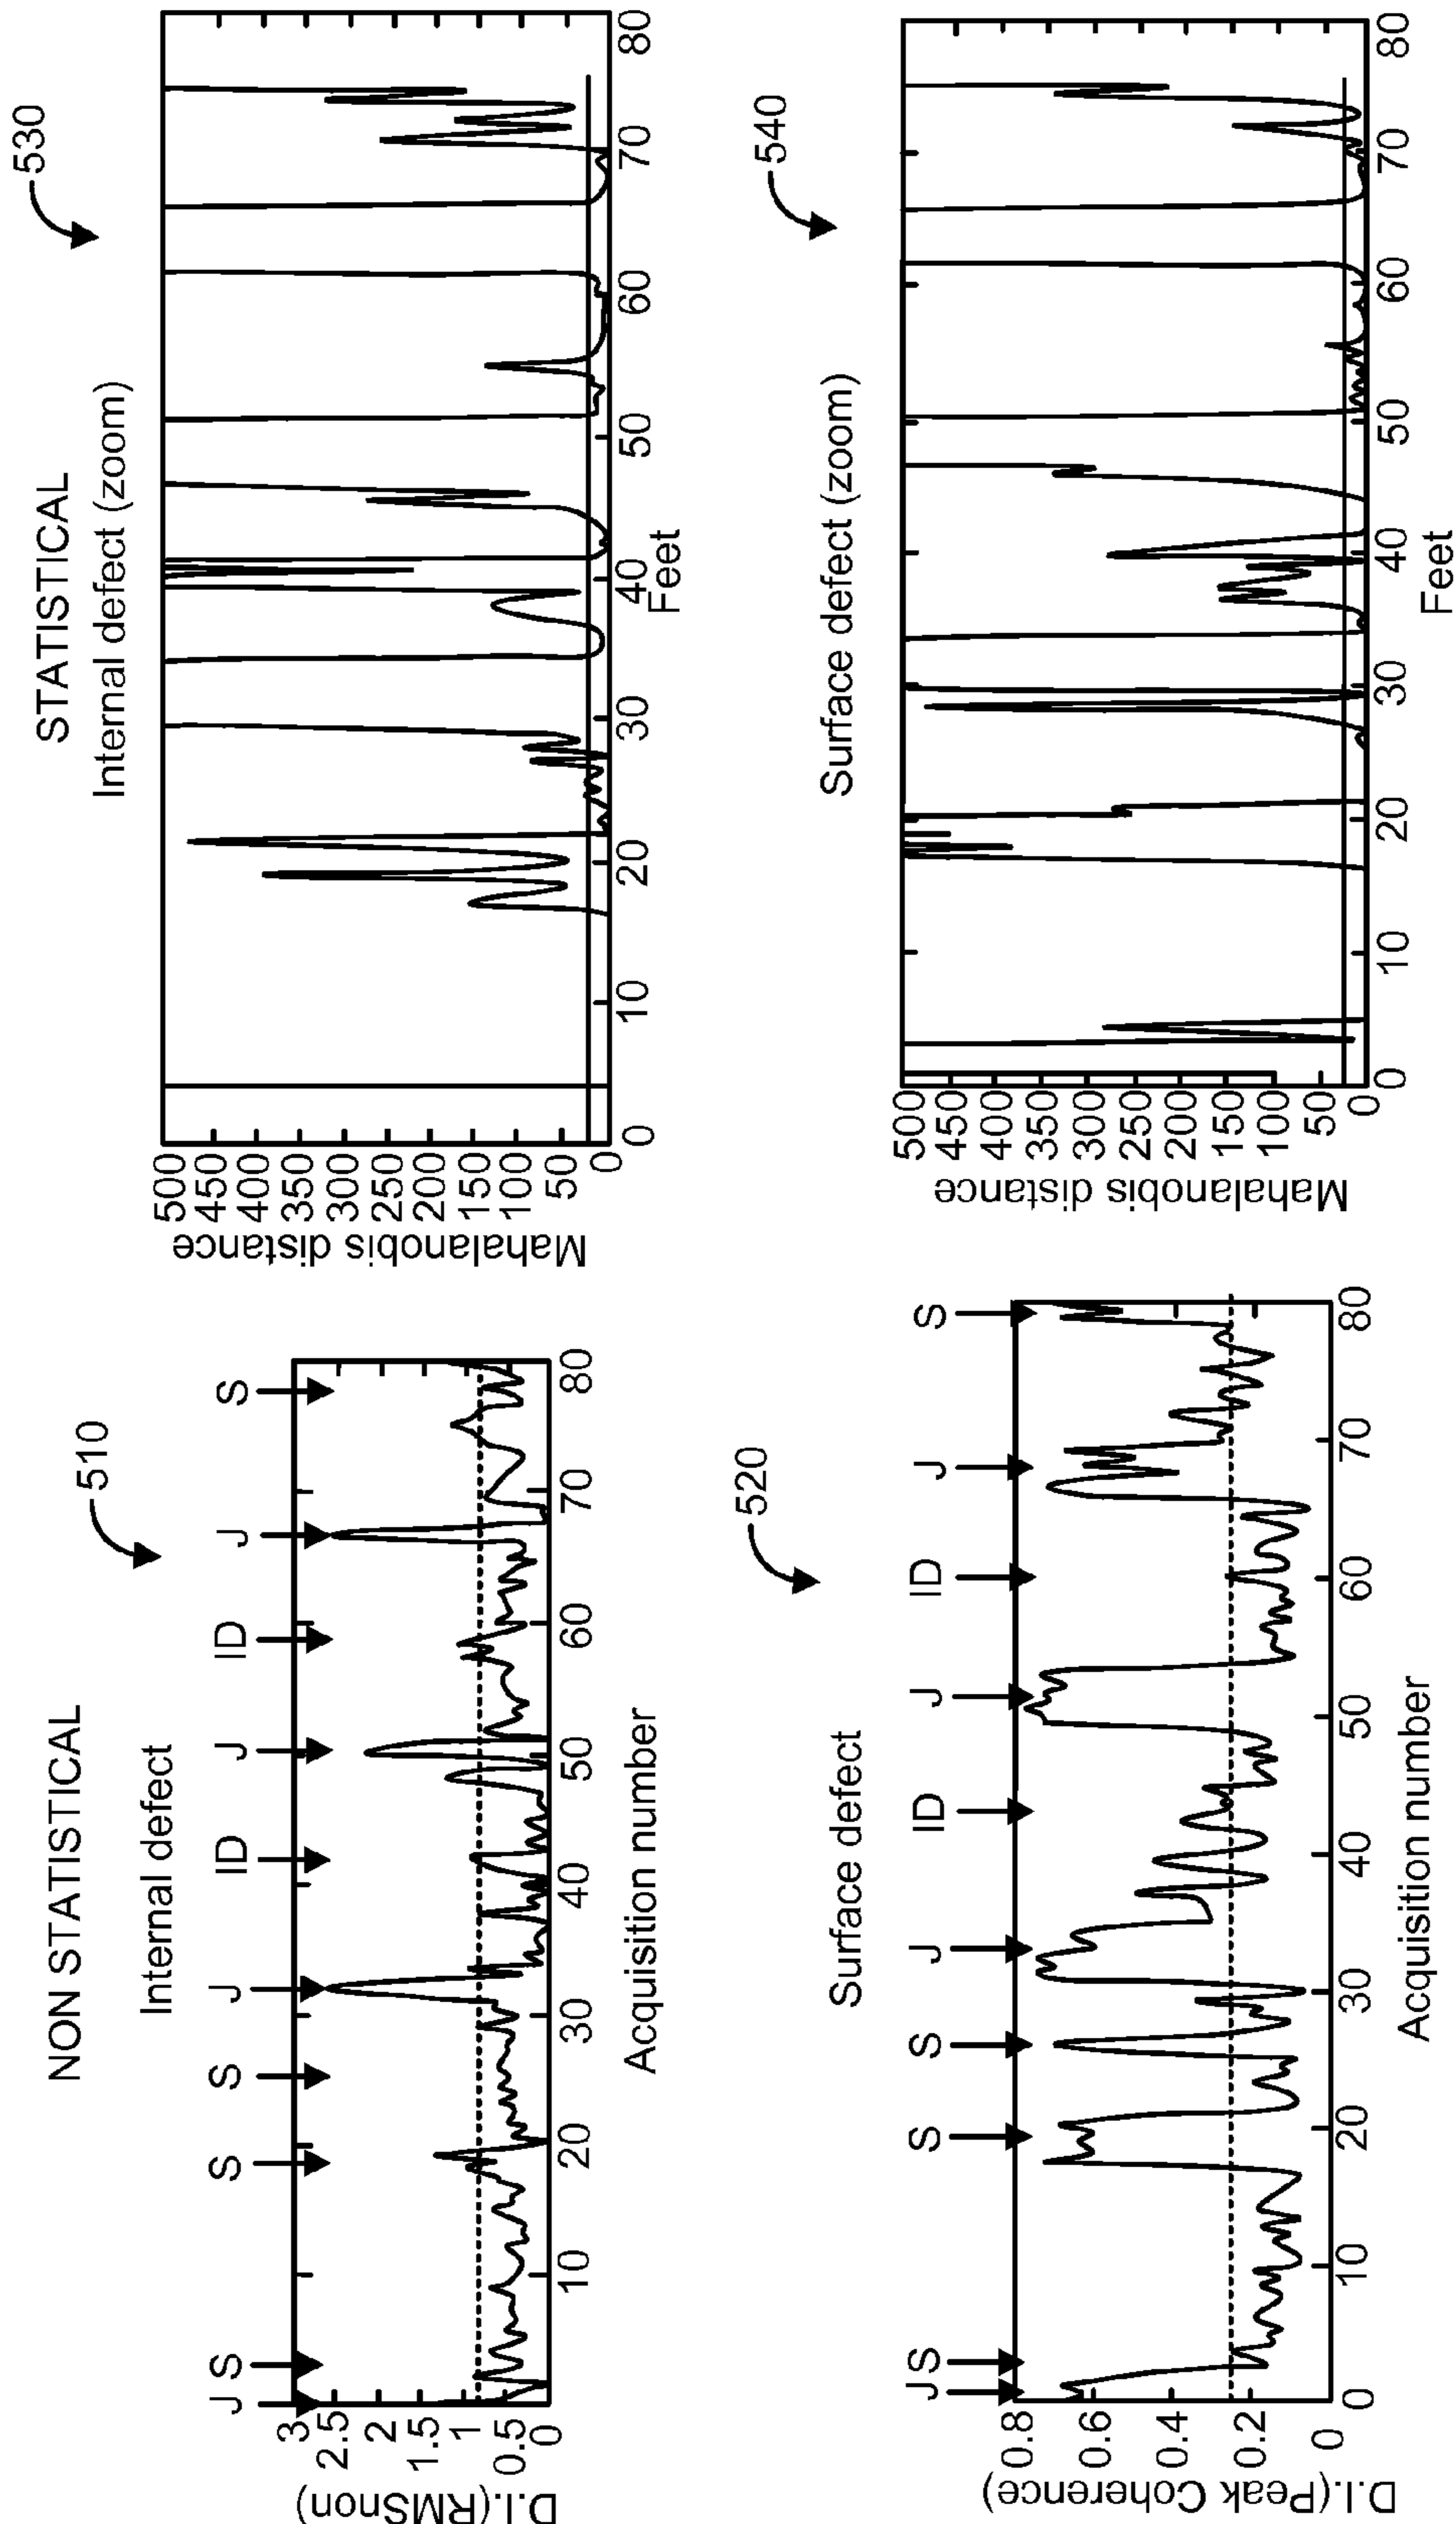 NON STATISTICAL
Internal defect
510
J S S S J ID J ID J S
D.I.(RMSnon)
3
2.5
2
1.5
1
0.5
0
10 20 30 40 50 60 70 80
Acquisition number
STATISTICAL
Internal defect (zoom)
530
Mahalanobis distance
500
450
400
350
300
250
200
150
100
50
0
0 10 20 30 40 50 60 70 80
Feet
Surface defect
520
J S S S J ID J ID J S
D.I.(Peak Coherence)
0.8
0.6
0.4
0.2
0
0 10 20 30 40 50 60 70 80
Acquisition number
Surface defect (zoom)
540
Mahalanobis distance
500
450
400
350
300
250
200
150
100
50
0
0 10 20 30 40 50 60 70 80
Feet